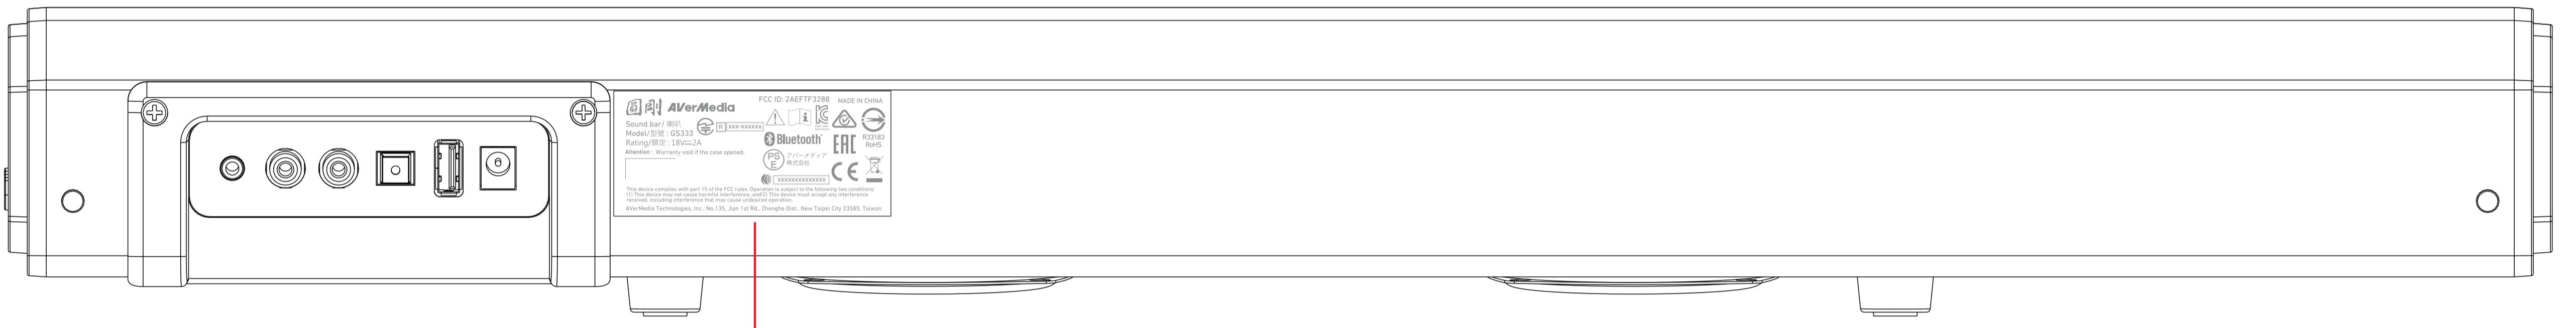 圓剛 AVerMedia
FCC ID: 2AEFTF3288
MADE IN CHINA
Sound bar/ 喇叭
Model/型號 : GS333
Rating/額定 : 18V⎓2A
Attention : Warranty void if the case opened.
R XXX-XXXXXX
Bluetooth®
EAC
R33183
RoHS
PS
E
アバーメディア
株式会社
CE
XXXXXXXXXXXXXX
This device complies with part 15 of the FCC rules. Operation is subject to the following two conditions:
(1) This device may not cause harmful interference, and(2) This device must accept any interference
received, including interference that may cause undesired operation.
AVerMedia Technologies, Inc.: No.135, Jian 1st Rd., Zhonghe Dist., New Taipei City 23585, Taiwan